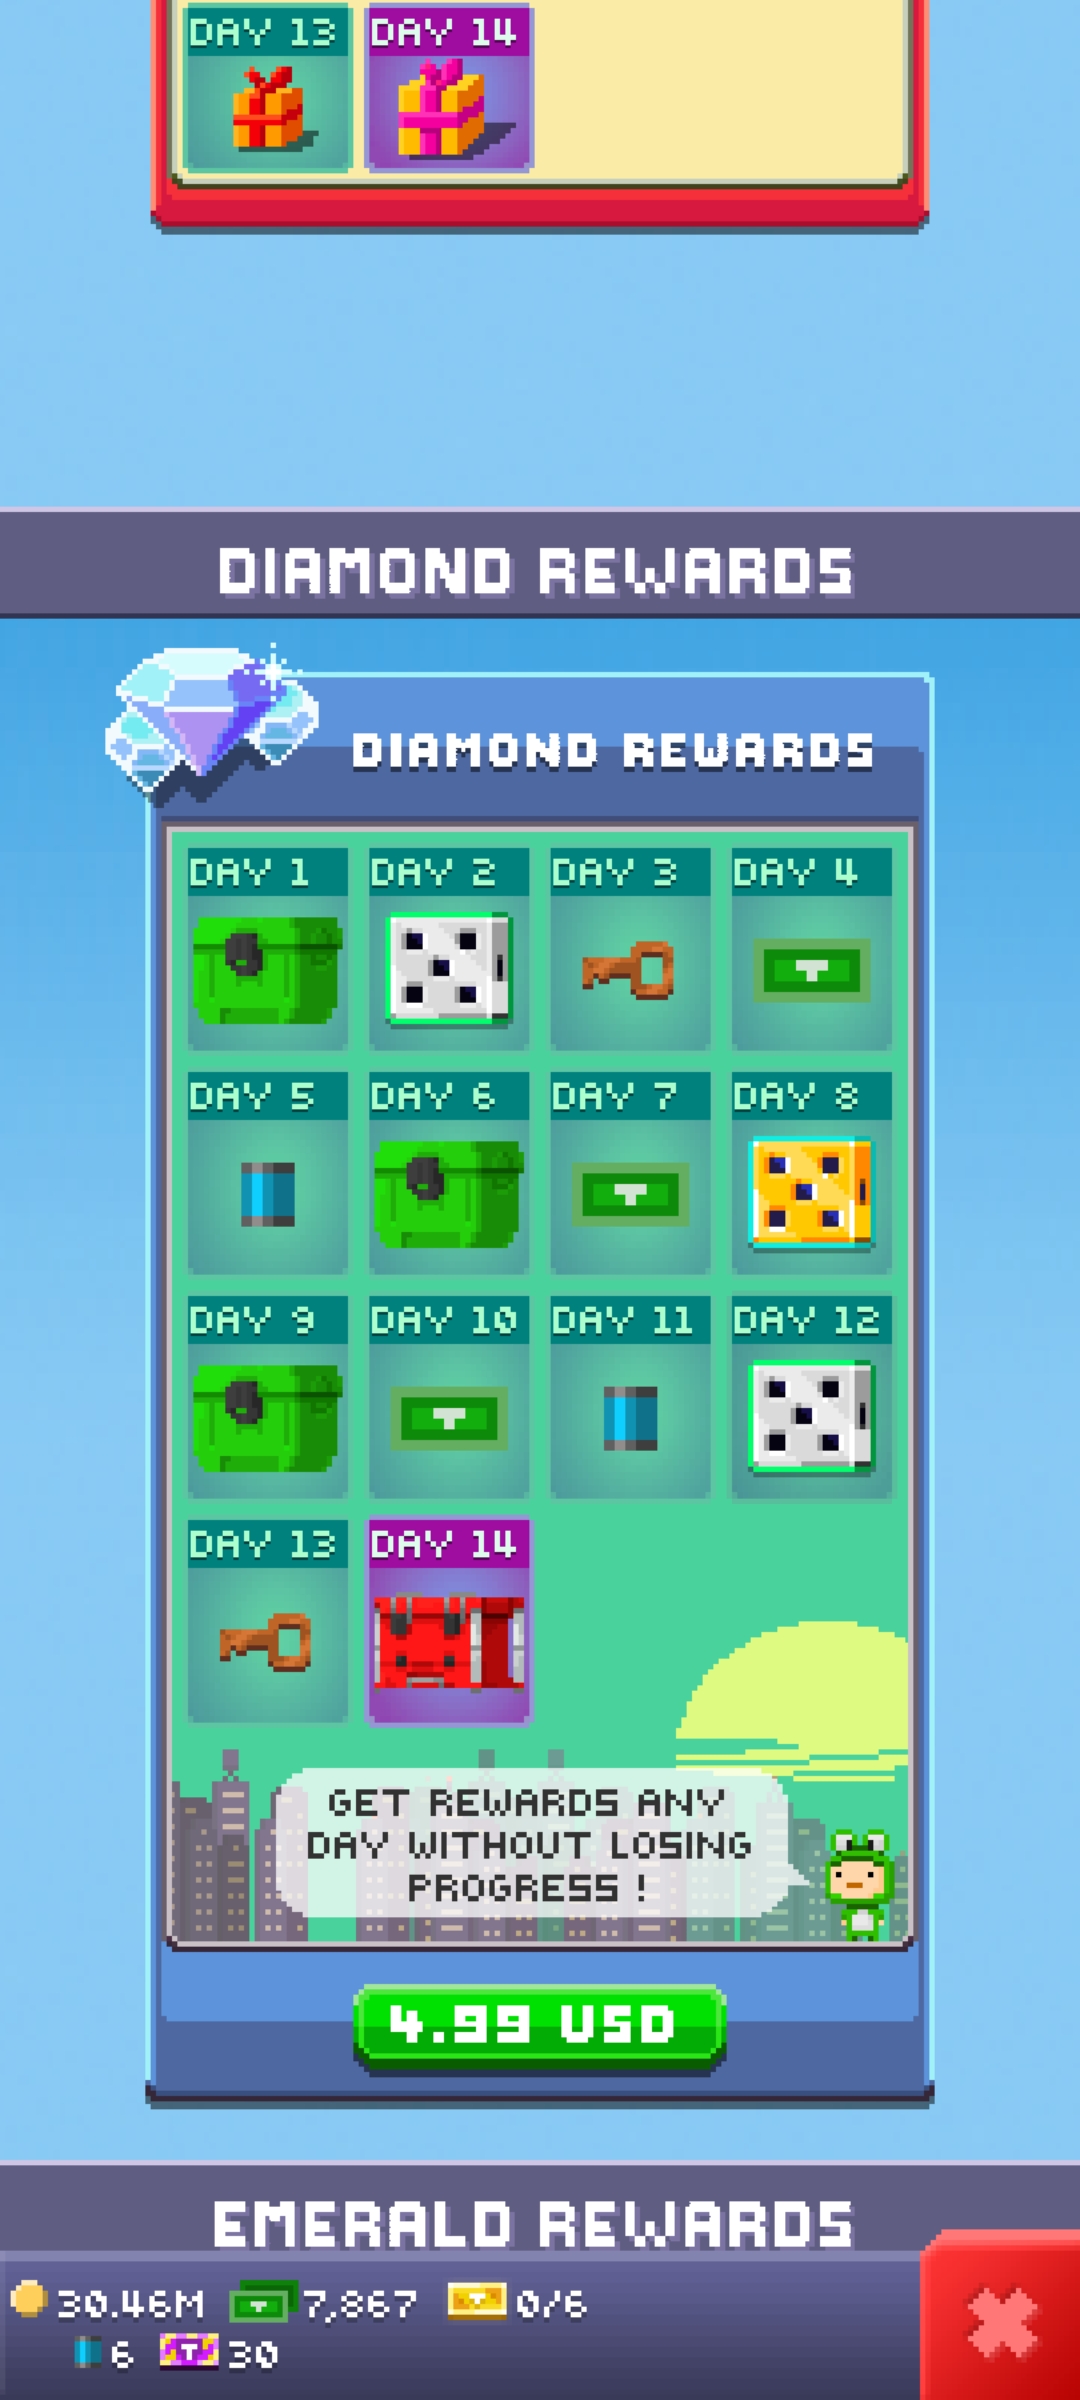 DAY 13 DAY 14
DIAMOND REWARDS
DIAMOND REWARDS
DAY 1 DAY 2 DAY 3 DAY 4
DAY 5 DAY 6 DAY 7 DAY 8
DAY 9 DAY 10 DAY 11 DAY 12
DAY 13 DAY 14
GET REWARDS ANY
DAY WITHOUT LOSING
PROGRESS !
4.99 USD
EMERALD REWARDS
30.46M 7,867 0/6
6 T 30